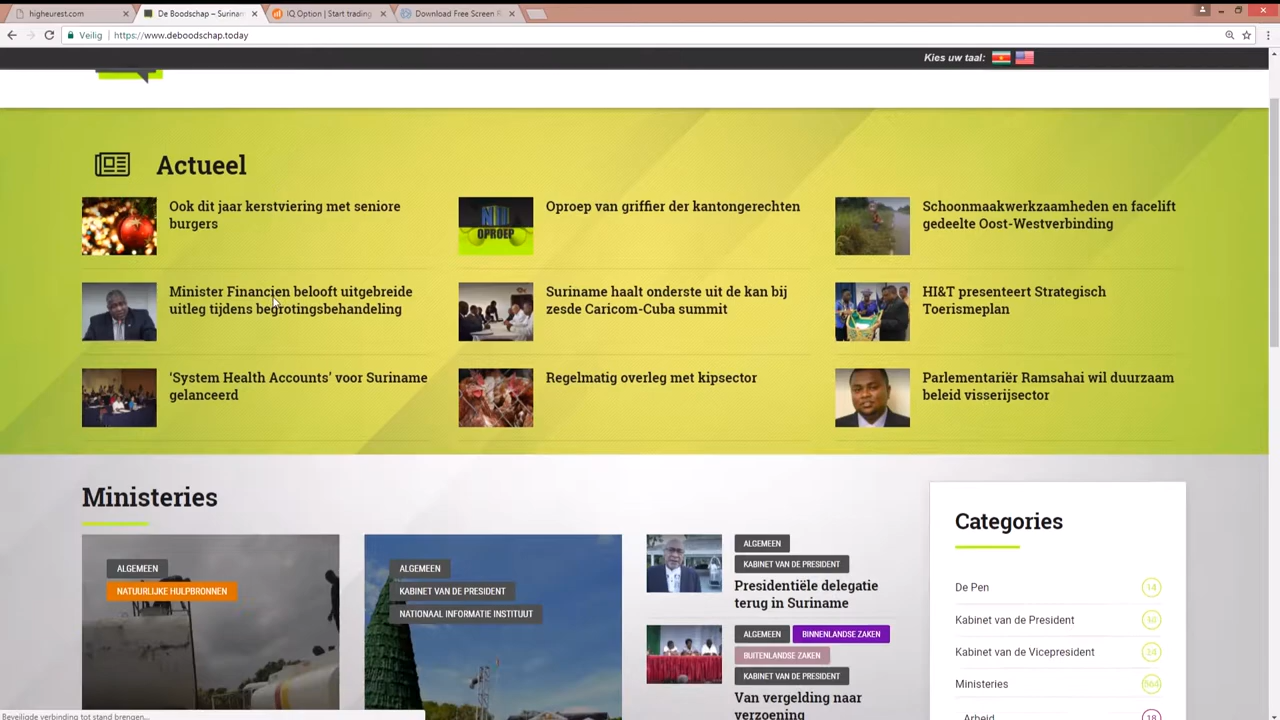 higheurest.com
De Boodschap – Surinam
IQ Option | Start trading
Download Free Screen R
Veilig
https://www.deboodschap.today
Kies uw taal:
Actueel
Ook dit jaar kerstviering met seniore
burgers
Oproep van griffier der kantongerechten
OPROEP
Schoonmaakwerkzaamheden en facelift
gedeelte Oost-Westverbinding
Minister Financien belooft uitgebreide
uitleg tijdens begrotingsbehandeling
Suriname haalt onderste uit de kan bij
zesde Caricom-Cuba summit
HI&T presenteert Strategisch
Toerismeplan
‘System Health Accounts’ voor Suriname
gelanceerd
Regelmatig overleg met kipsector
Parlementariër Ramsahai wil duurzaam
beleid visserijsector
Ministeries
ALGEMEEN
NATUURLIJKE HULPBRONNEN
ALGEMEEN
KABINET VAN DE PRESIDENT
NATIONAAL INFORMATIE INSTITUUT
ALGEMEEN
KABINET VAN DE PRESIDENT
Presidentiële delegatie
terug in Suriname
ALGEMEEN
BINNENLANDSE ZAKEN
BUITENLANDSE ZAKEN
KABINET VAN DE PRESIDENT
Van vergelding naar
verzoening
Categories
De Pen
14
Kabinet van de President
Kabinet van de Vicepresident
14
Ministeries
564
Arbeid
18
Beveiligde verbinding tot stand brengen...